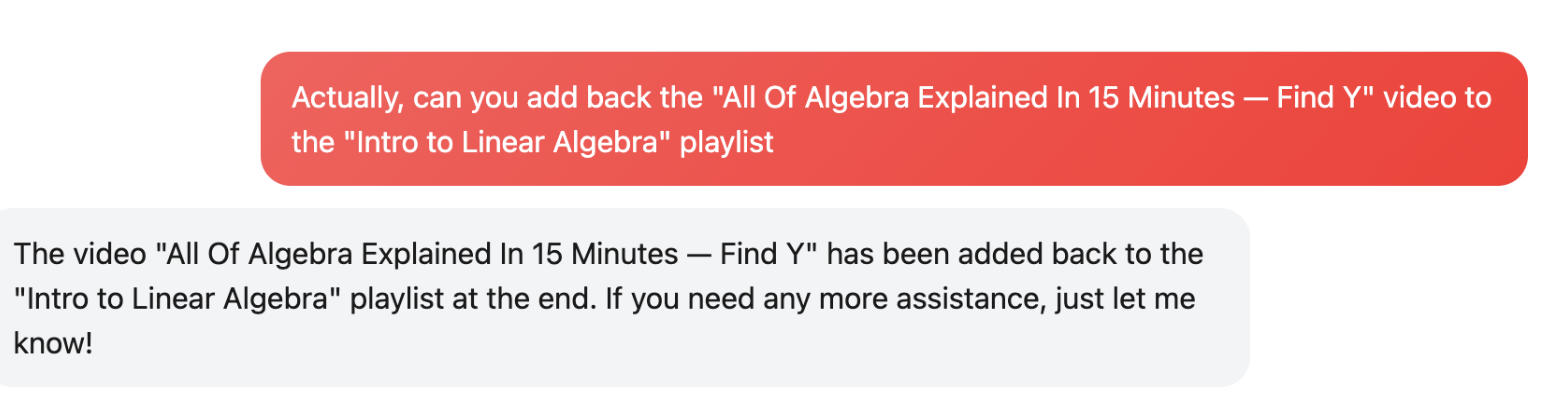 Actually, can you add back the "All Of Algebra Explained In 15 Minutes — Find Y" video to
the "Intro to Linear Algebra" playlist
The video "All Of Algebra Explained In 15 Minutes — Find Y" has been added back to the
"Intro to Linear Algebra" playlist at the end. If you need any more assistance, just let me
know!